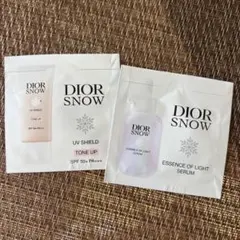 DIOR
SNOW
UV SHIELD
TONE UP
SPF 50+ PA++++
DIOR
SNOW
ESSENCE OF LIGHT
SERUM